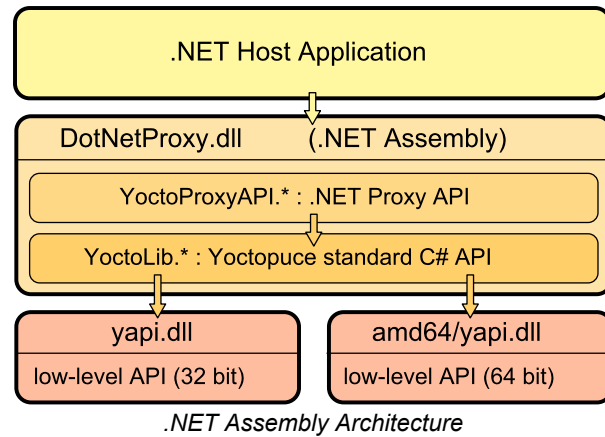 .NET Host Application
DotNetProxy.dll (.NET Assembly)
YoctoProxyAPI.* : .NET Proxy API
YoctoLib.* : Yoctopuce standard C# API
yapi.dll
low-level API (32 bit)
amd64/yapi.dll
low-level API (64 bit)
.NET Assembly Architecture